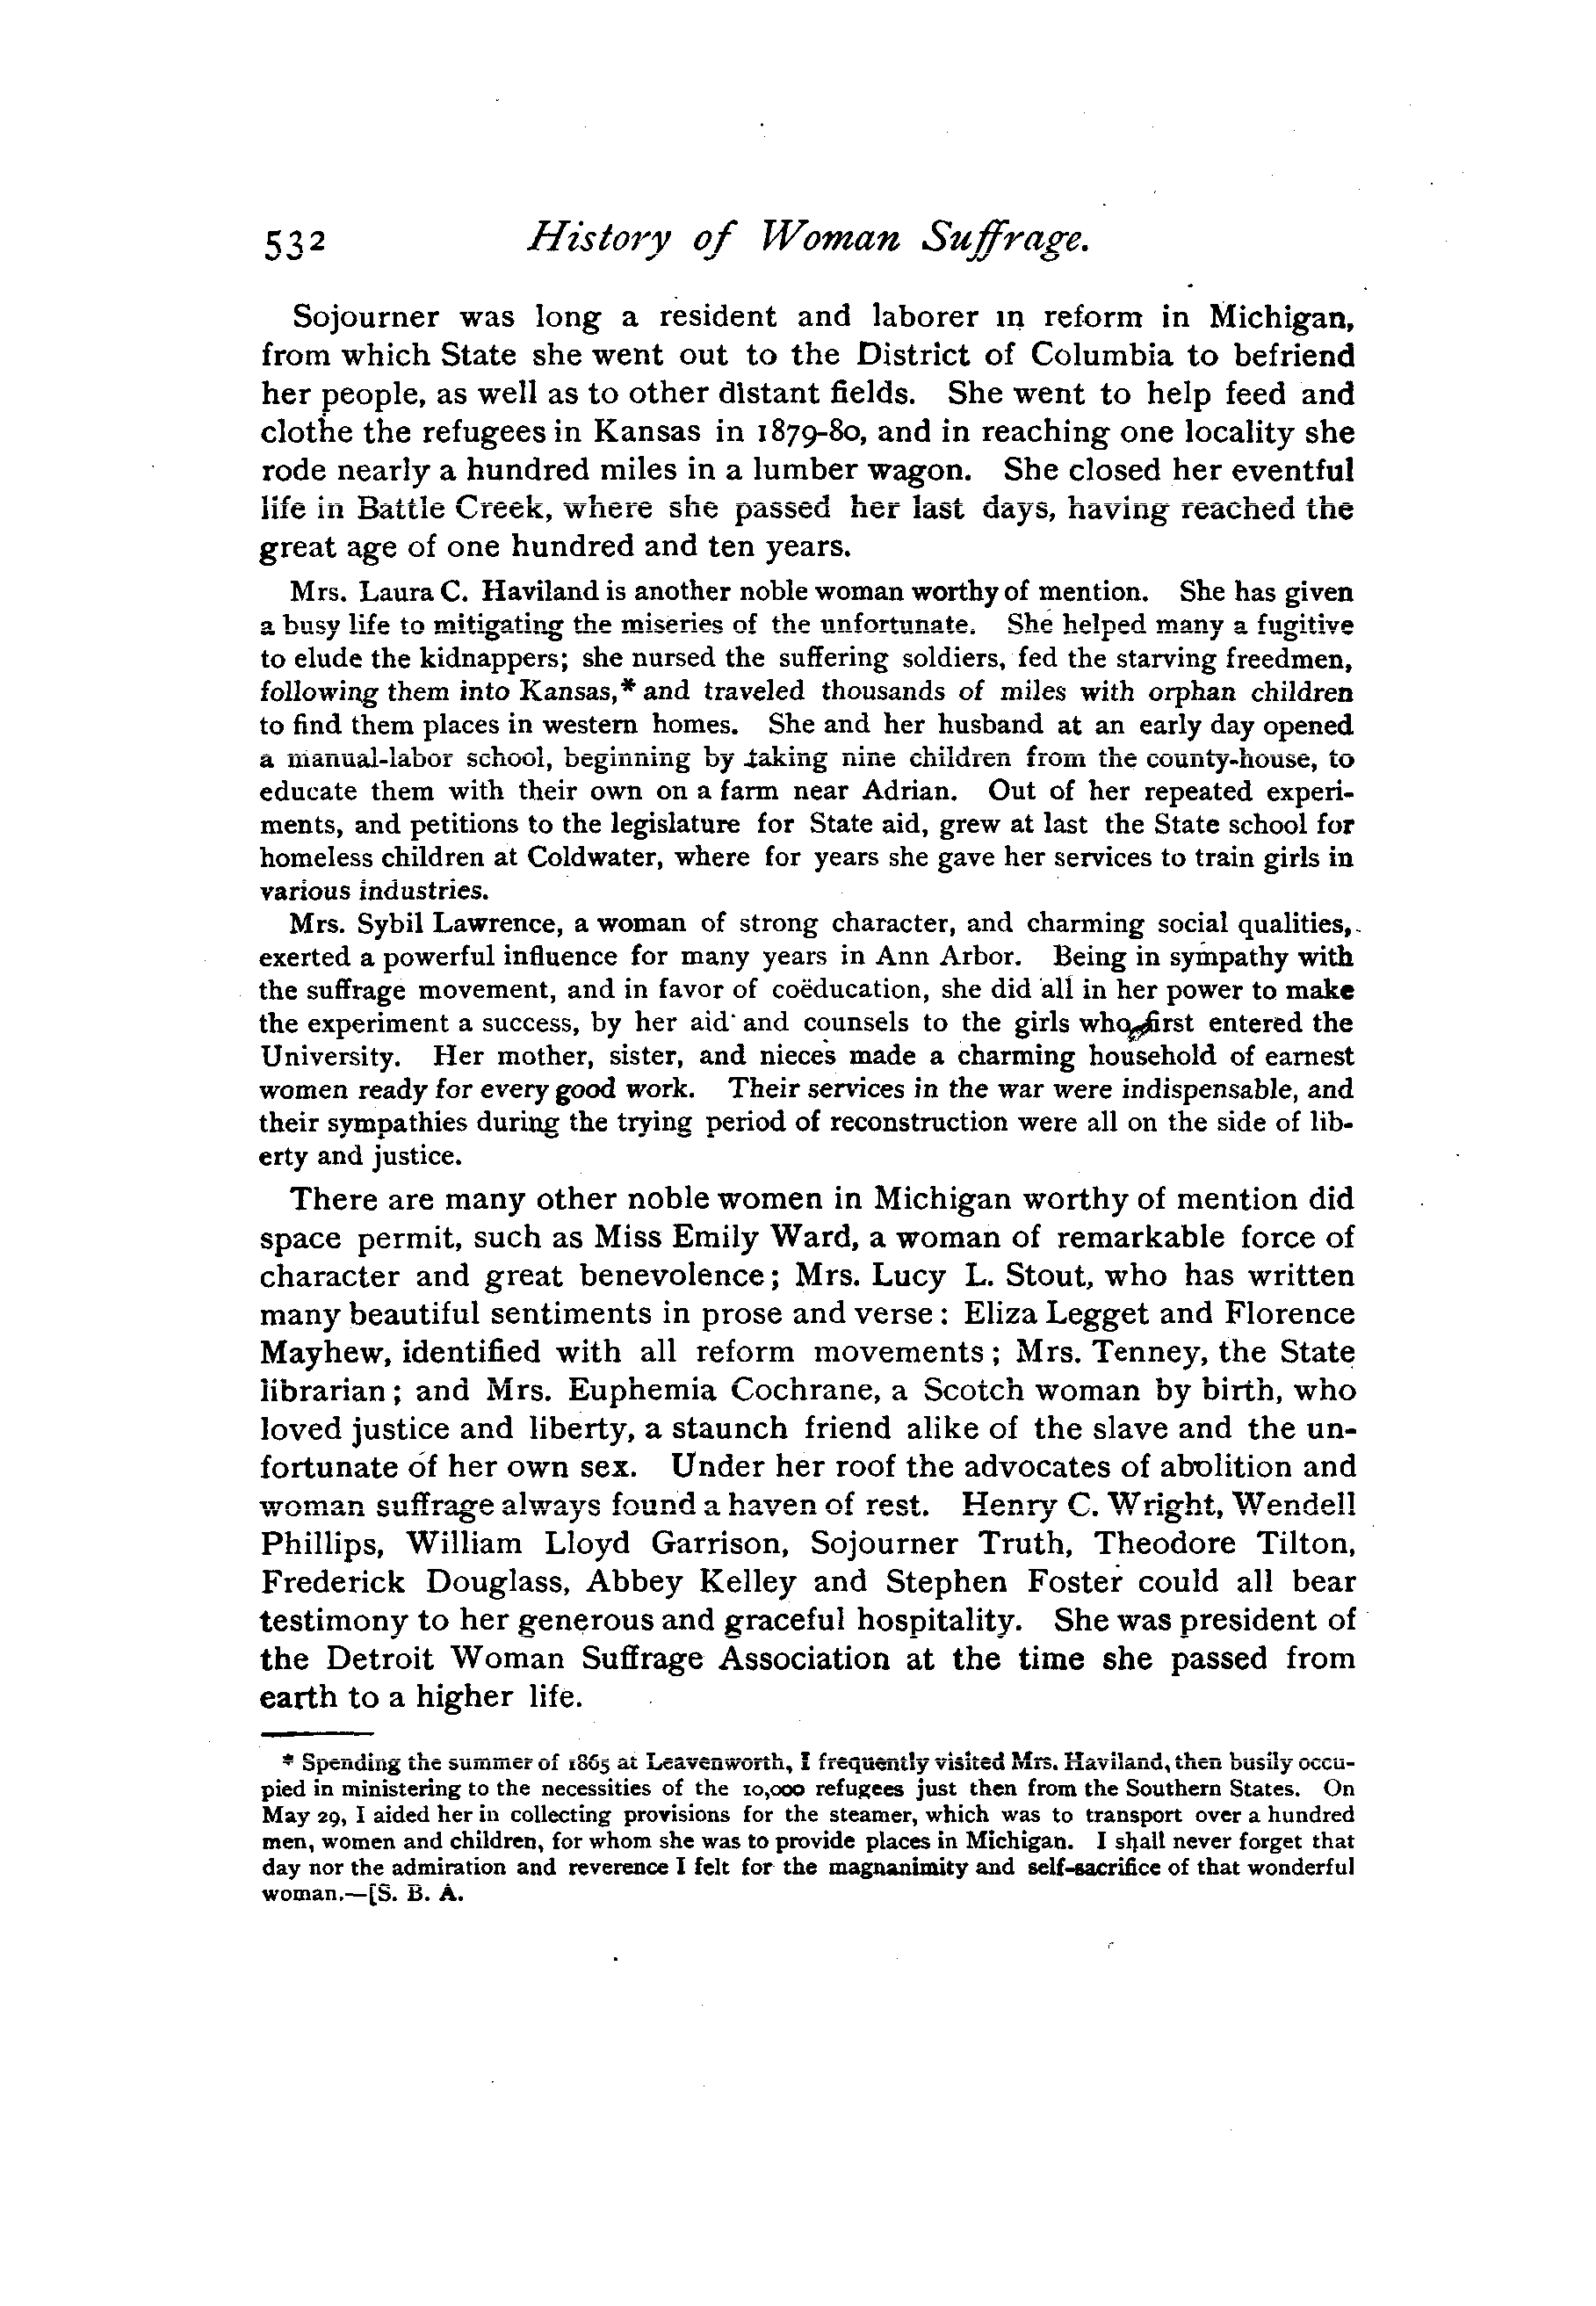 532 History of Woman Suffrage.
Sojourner was long a resident and laborer in reform in Michigan,
from which State she went out to the District of Columbia to befriend
her people, as well as to other distant fields. She went to help feed and
clothe the refugees in Kansas in 1879-80, and in reaching one locality she
rode nearly a hundred miles in a lumber wagon. She closed her eventful
life in Battle Creek, where she passed her last days, having reached the
great age of one hundred and ten years.
Mrs. Laura C. Haviland is another noble woman worthy of mention. She has given
a busy life to mitigating the miseries of the unfortunate. She helped many a fugitive
to elude the kidnappers; she nursed the suffering soldiers, fed the starving freedmen,
following them into Kansas,* and traveled thousands of miles with orphan children
to find them places in western homes. She and her husband at an early day opened
a manual-labor school, beginning by taking nine children from the county-house, to
educate them with their own on a farm near Adrian. Out of her repeated experi-
ments, and petitions to the legislature for State aid, grew at last the State school for
homeless children at Coldwater, where for years she gave her services to train girls in
various industries.
Mrs. Sybil Lawrence, a woman of strong character, and charming social qualities,
exerted a powerful influence for many years in Ann Arbor. Being in sympathy with
the suffrage movement, and in favor of coëducation, she did all in her power to make
the experiment a success, by her aid and counsels to the girls who first entered the
University. Her mother, sister, and nieces made a charming household of earnest
women ready for every good work. Their services in the war were indispensable, and
their sympathies during the trying period of reconstruction were all on the side of lib-
erty and justice.
There are many other noble women in Michigan worthy of mention did
space permit, such as Miss Emily Ward, a woman of remarkable force of
character and great benevolence; Mrs. Lucy L. Stout, who has written
many beautiful sentiments in prose and verse: Eliza Legget and Florence
Mayhew, identified with all reform movements; Mrs. Tenney, the State
librarian; and Mrs. Euphemia Cochrane, a Scotch woman by birth, who
loved justice and liberty, a staunch friend alike of the slave and the un-
fortunate of her own sex. Under her roof the advocates of abolition and
woman suffrage always found a haven of rest. Henry C. Wright, Wendell
Phillips, William Lloyd Garrison, Sojourner Truth, Theodore Tilton,
Frederick Douglass, Abbey Kelley and Stephen Foster could all bear
testimony to her generous and graceful hospitality. She was president of
the Detroit Woman Suffrage Association at the time she passed from
earth to a higher life.
* Spending the summer of 1865 at Leavenworth, I frequently visited Mrs. Haviland, then busily occu-
pied in ministering to the necessities of the 10,000 refugees just then from the Southern States. On
May 29, I aided her in collecting provisions for the steamer, which was to transport over a hundred
men, women and children, for whom she was to provide places in Michigan. I shall never forget that
day nor the admiration and reverence I felt for the magnanimity and self-sacrifice of that wonderful
woman.—[S. B. A.